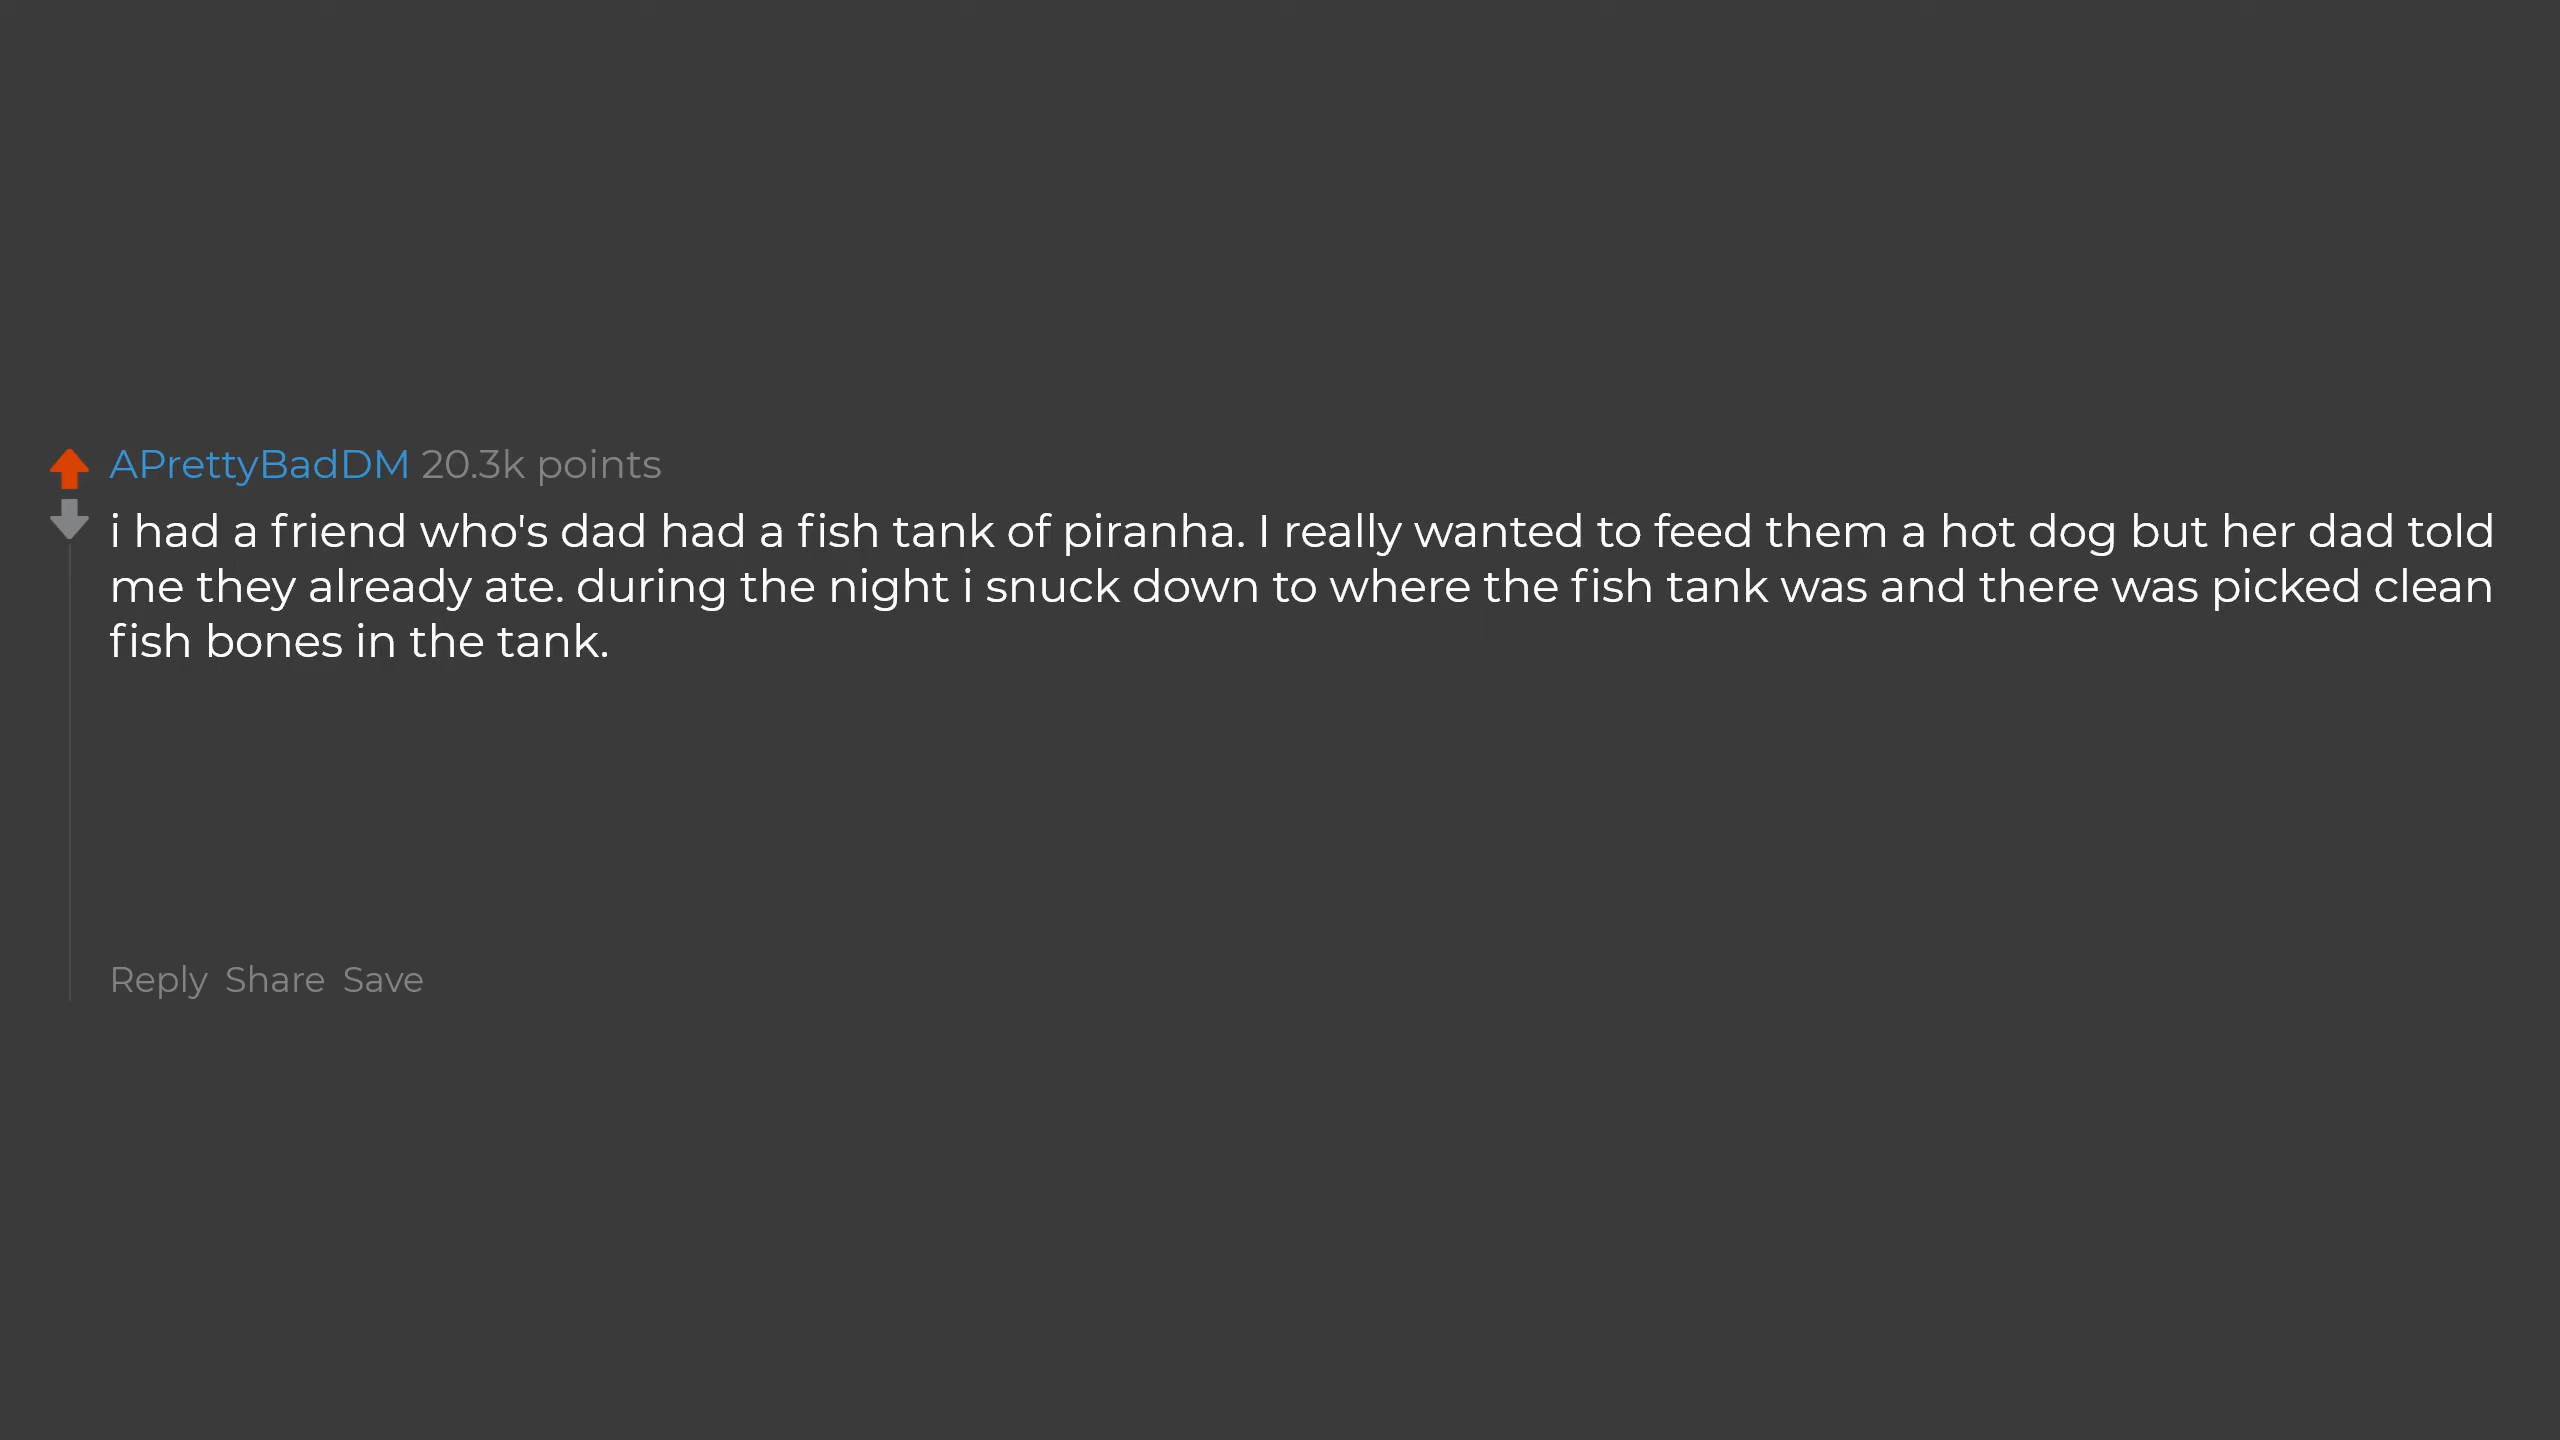 APrettyBadDM 20.3k points
i had a friend who's dad had a fish tank of piranha. I really wanted to feed them a hot dog but her dad told
me they already ate. during the night i snuck down to where the fish tank was and there was picked clean
fish bones in the tank.
Reply Share Save